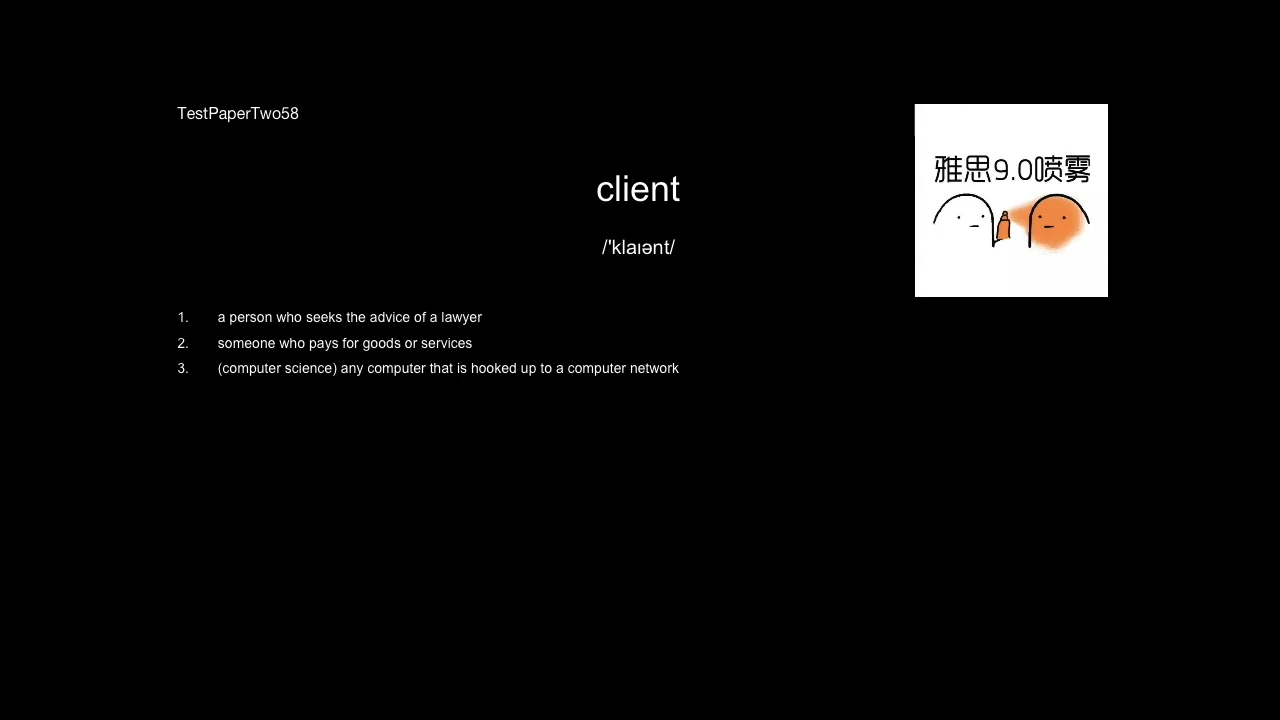 TestPaperTwo58
雅思9.0喷雾
client
/'klaɪənt/
1. a person who seeks the advice of a lawyer
2. someone who pays for goods or services
3. (computer science) any computer that is hooked up to a computer network